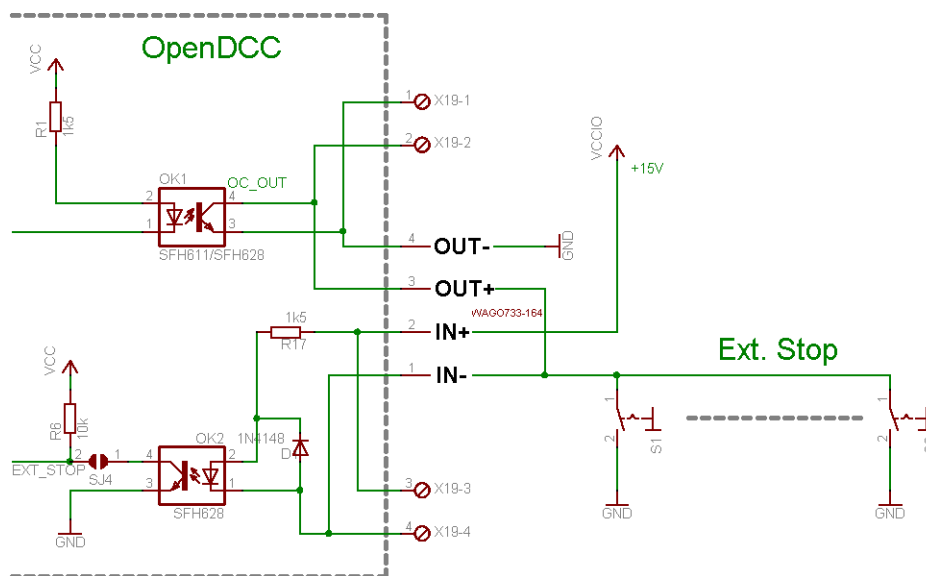 OpenDCC
VCC
R1
1k5
OK1
OC_OUT
2
1
4
3
SFH611/SFH628
1
X19-1
2
X19-2
VCCIO
+15V
4
OUT-
GND
3
OUT+
WAGO733-164
2
IN+
1
IN-
1k5
R17
Ext. Stop
VCC
R6
10k
EXT_STOP
2
1
SJ4
OK2
4
3
2
1
SFH628
1N4148
GND
3
X19-3
4
X19-4
1
2
S1
GND
1
2
GND